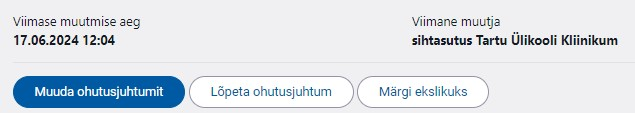 Viimase muutmise aeg
17.06.2024 12:04
Viimane muutja
sihtasutus Tartu Ülikooli Kliinikum
Muuda ohutusjuhtumit
Lõpeta ohutusjuhtum
Märgi ekslikuks